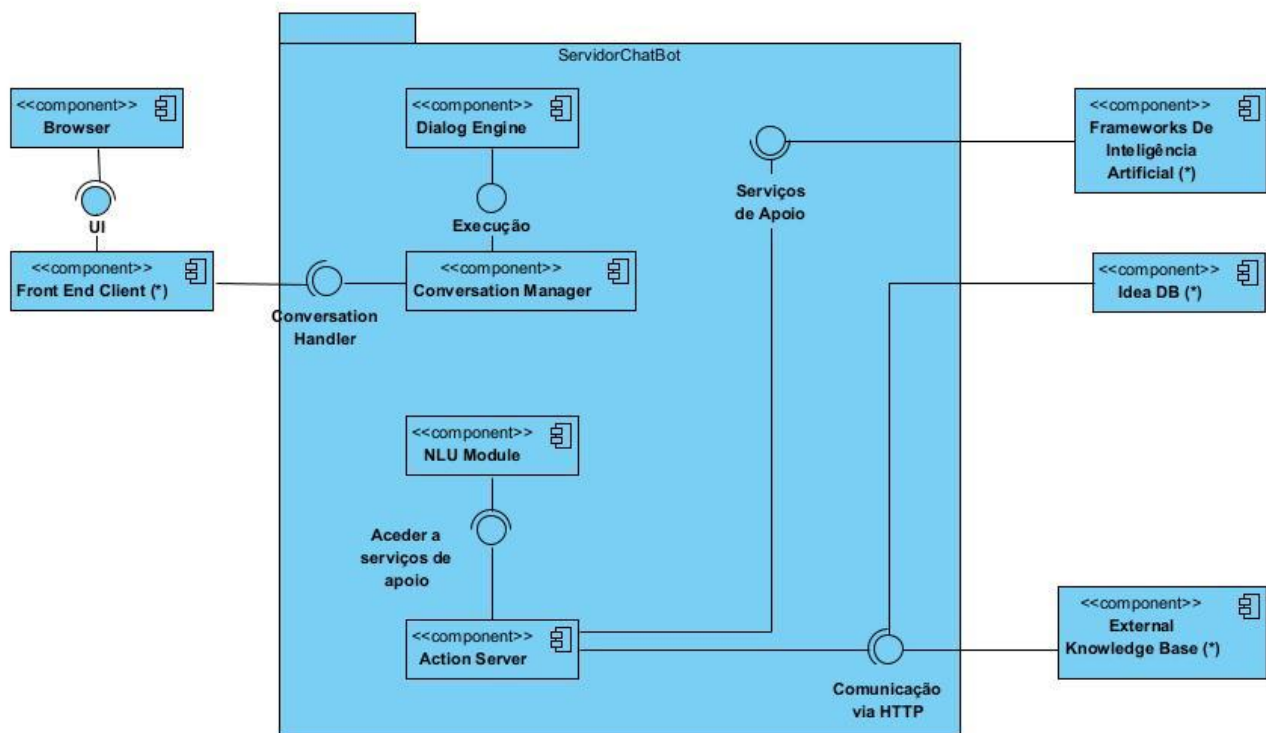 ServidorChatBot
<<component>>
Browser
UI
<<component>>
Front End Client (*)
Conversation
Handler
<<component>>
Dialog Engine
Execução
<<component>>
Conversation Manager
<<component>>
NLU Module
Aceder a
serviços de
apoio
<<component>>
Action Server
Serviços
de Apoio
Comunicação
via HTTP
<<component>>
Frameworks De
Inteligência
Artificial (*)
<<component>>
Idea DB (*)
<<component>>
External
Knowledge Base (*)